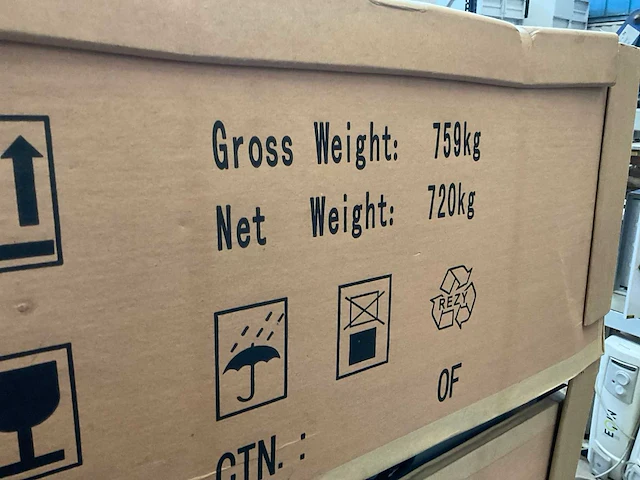 Gross Weight: 759kg
Net Weight: 720kg
REZY
OF
CTN. :